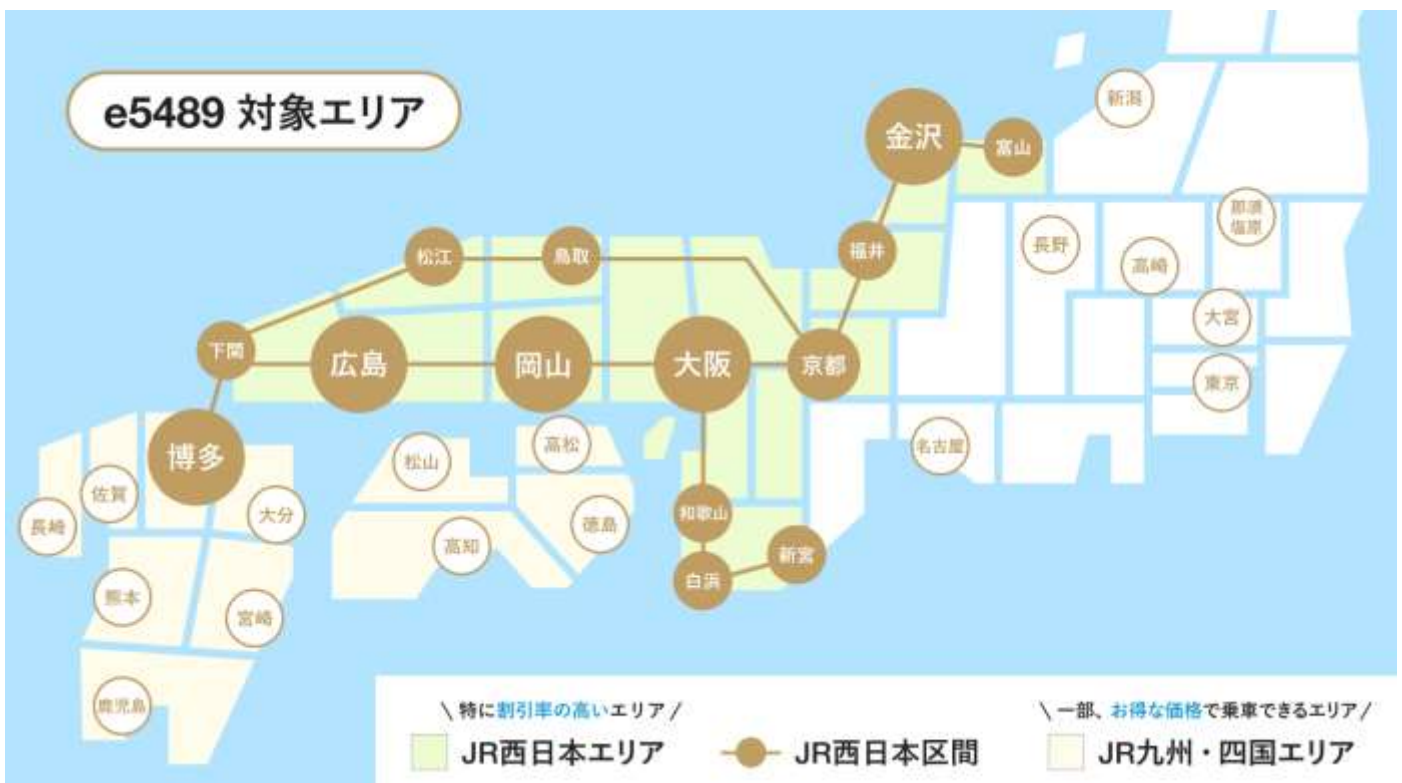 e5489 対象エリア
新潟
金沢
富山
那須
塩原
長野
高崎
福井
松江
鳥取
大宮
下関
広島
岡山
大阪
京都
東京
博多
松山
高松
名古屋
佐賀
長崎
大分
高知
徳島
和歌山
新宮
白浜
熊本
宮崎
鹿児島
\ 特に割引率の高いエリア /
JR西日本エリア
JR西日本区間
\ 一部、お得な価格で乗車できるエリア /
JR九州・四国エリア